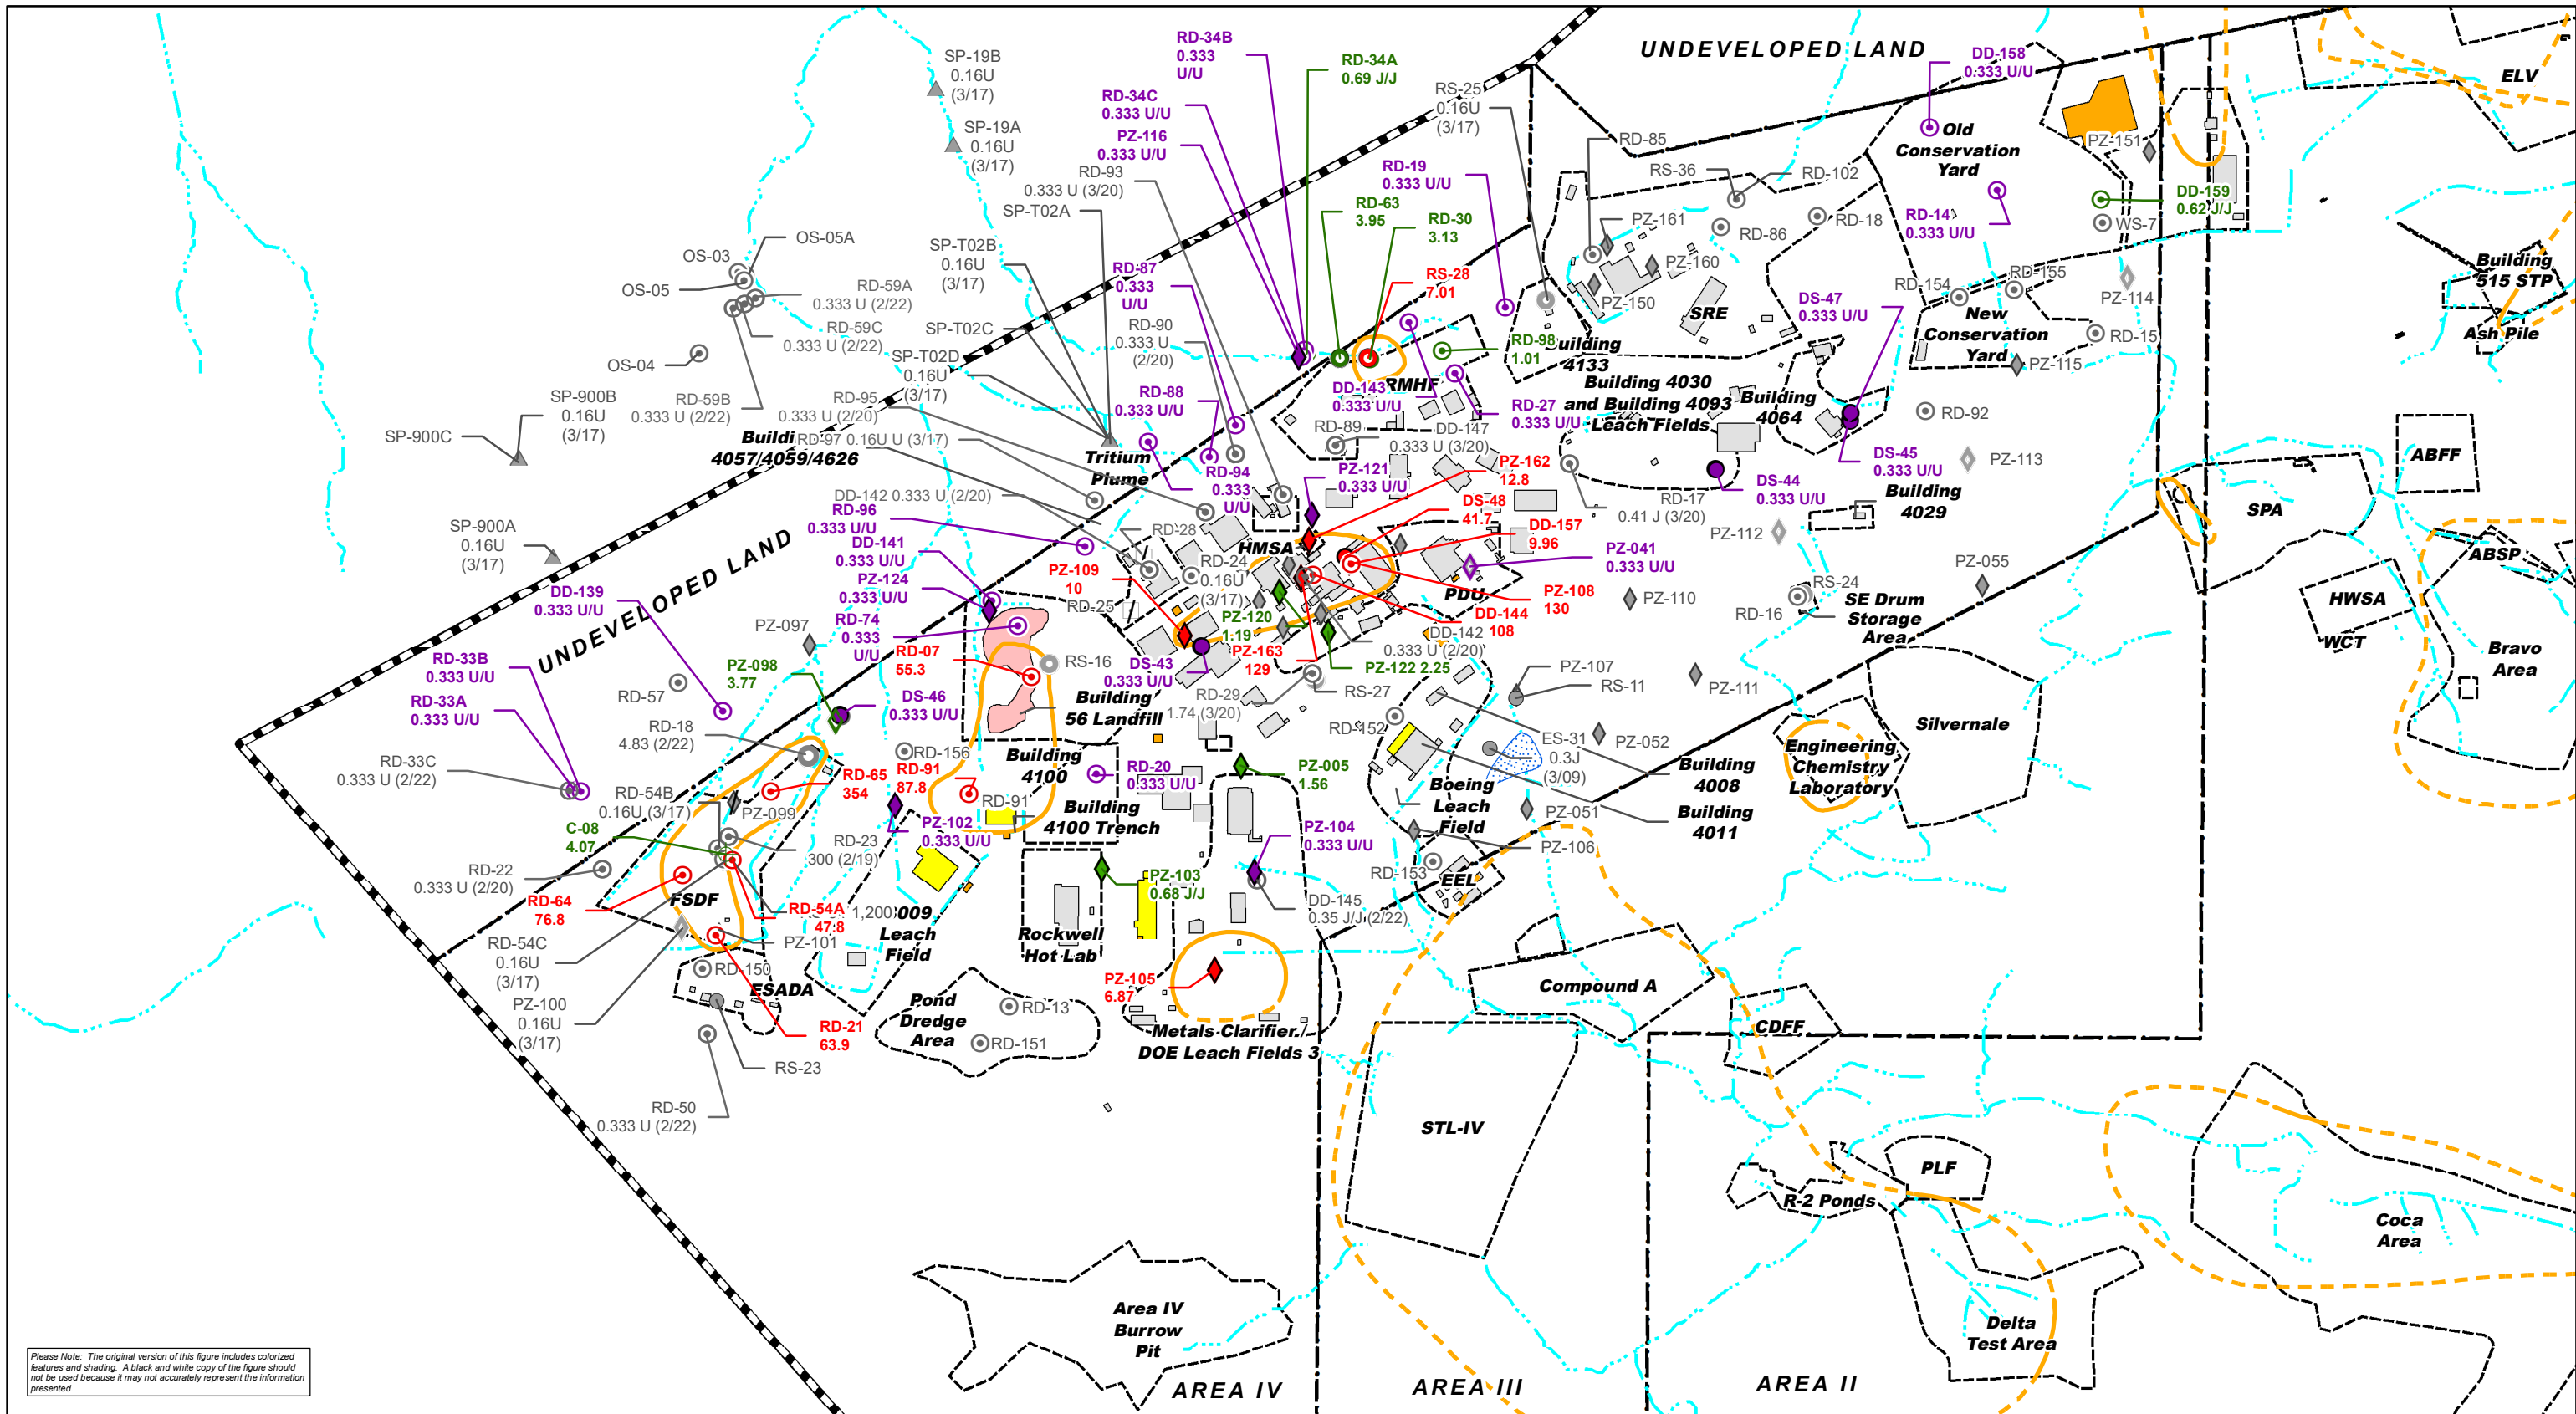 UNDEVELOPED LAND
SP-19B
0.16U
(3/17)
SP-19A
0.16U
(3/17)
RD-34B
0.333
U/U
RD-34A
0.69 J/J
RD-34C
0.333 U/U
PZ-116
0.333 U/U
RS-25
0.16U
(3/17)
RD-93
0.333 U (3/20)
SP-T02A
RD-19
0.333 U/U
RD-63
3.95
RD-30
3.13
RS-28
7.01
RD-85
RS-36
RD-102
PZ-161
RD-86
RD-18
PZ-160
PZ-150
SRE
DD-158
0.333 U/U
Old
Conservation
Yard
RD-14
0.333 U/U
PZ-151
DD-159
0.62 J/J
WS-7
ELV
RD-154
RD-155
PZ-114
New
Conservation
Yard
RD-15
PZ-115
Building
515 STP
Ash Pile
OS-03
OS-05A
OS-05
RD-59A
0.333 U (2/22)
RD-59C
0.333 U (2/22)
OS-04
RD-59B
0.333 U (2/22)
SP-T02B
0.16U
(3/17)
SP-T02C
SP-T02D
0.16U
(3/17)
RD-87
0.333
U/U
RD-90
0.333 U
(2/20)
RD-88
0.333 U/U
RD-95
0.333 U (2/20)
RD-97 0.16U U (3/17)
SP-900B
0.16U
(3/17)
SP-900C
Buildi
4057/4059/4626
Tritium
Plume
RD-98
1.01
RMHF
DD-143
0.333 U/U
RD-27
0.333 U/U
RD-89
DD-147
0.333 U (3/20)
uilding
4133
Building 4030
and Building 4093
Leach Fields
Building
4064
DS-47
0.333 U/U
DS-45
0.333 U/U
DS-44
0.333 U/U
RD-92
PZ-113
RD-17
0.41 J (3/20)
Building
4029
PZ-112
ABFF
SPA
RD-94
0.333
U/U
PZ-121
0.333 U/U
PZ-162
12.8
DS-48
41.7
DD-157
9.96
DD-142 0.333 U (2/20)
RD-96
0.333 U/U
DD-141
0.333 U/U
PZ-124
0.333 U/U
RD-74
0.333
U/U
RD-28
HMSA
RD-24
0.16U
(3/17)
PZ-109
10
RD-25
PZ-041
0.333 U/U
PDU
PZ-108
130
DD-144
108
PZ-120
1.19
PZ-163
129
DD-142
0.333 U (2/20)
PZ-122 2.25
DS-43
0.333 U/U
RD-29
1.74 (3/20)
RS-27
PZ-110
PZ-055
RS-24
RD-16
SE Drum
Storage
Area
ABSP
HWSA
WCT
Bravo
Area
SP-900A
0.16U
(3/17)
UNDEVELOPED LAND
DD-139
0.333 U/U
PZ-097
RD-33B
0.333 U/U
RD-33A
0.333 U/U
PZ-098
3.77
RD-57
RD-07
55.3
RS-16
DS-46
0.333 U/U
RD-18
4.83 (2/22)
RD-33C
0.333 U (2/22)
RD-156
RD-65
354
RD-91
87.8
RD-91
Building
56 Landfill
Building
4100
Building
4100 Trench
RD-20
0.333 U/U
PZ-005
1.56
RD-152
PZ-107
RS-11
PZ-111
PZ-052
ES-31
0.3J
(3/09)
Building
4008
Building
4011
Boeing
Leach
Field
PZ-051
PZ-106
RD-153
EEL
Engineering
Chemistry
Laboratory
Silvernale
RD-54B
0.16U (3/17)
PZ-099
C-08
4.07
RD-23
300 (2/19)
PZ-102
0.333 U/U
RD-22
0.333 U (2/20)
RD-64
76.8
FSDF
RD-54A
47.8
1,200
009
Leach
Field
PZ-101
RD-54C
0.16U
(3/17)
PZ-100
0.16U
(3/17)
RD-150
ESADA
RD-21
63.9
RS-23
RD-50
0.333 U (2/22)
PZ-103
0.68 J/J
Rockwell
Hot Lab
PZ-104
0.333 U/U
DD-145
0.35 J/J (2/22)
PZ-105
6.87
Pond
Dredge
Area
RD-13
RD-151
Metals Clarifier /
DOE Leach Fields 3
Compound A
CDFF
STL-IV
PLF
R-2 Ponds
Coca
Area
Delta
Test Area
Area IV
Burrow
Pit
AREA IV
AREA III
AREA II
Please Note: The original version of this figure includes colorized
features and shading. A black and white copy of the figure should
not be used because it may not accurately represent the information
presented.